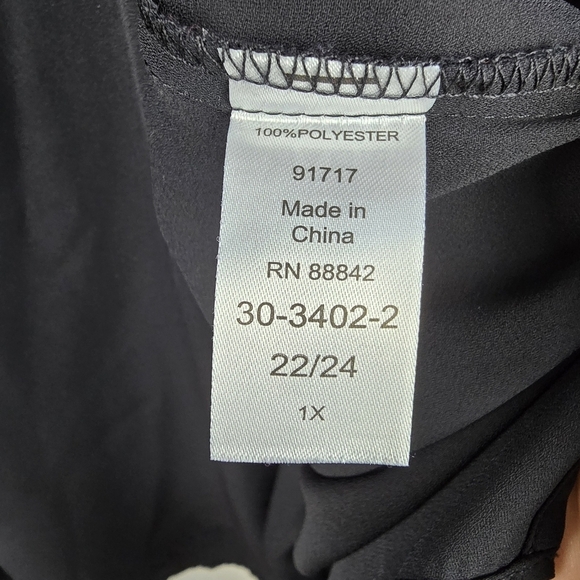 100%POLYESTER
91717
Made in
China
RN 88842
30-3402-2
22/24
1X